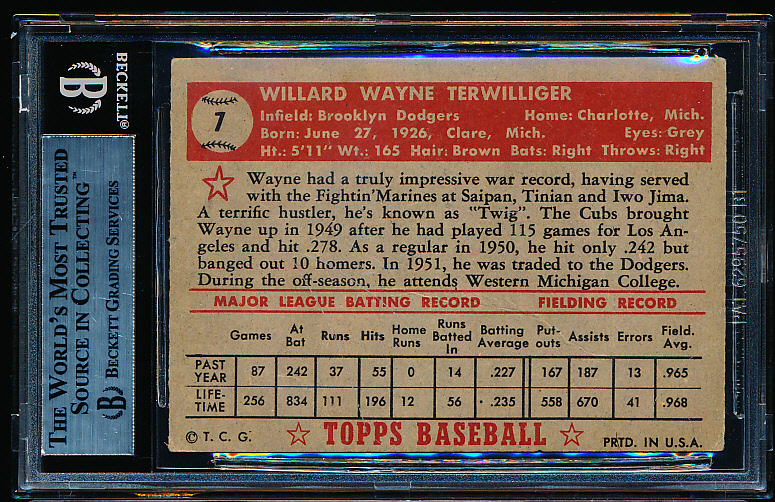 BECKETT®
B
THE WORLD'S MOST TRUSTED
SOURCE IN COLLECTING™
B BECKETT GRADING SERVICES
7
WILLARD WAYNE TERWILLIGER
Infield: Brooklyn Dodgers Home: Charlotte, Mich.
Born: June 27, 1926, Clare, Mich. Eyes: Grey
Ht.: 5'11" Wt.: 165 Hair: Brown Bats: Right Throws: Right
Wayne had a truly impressive war record, having served
with the Fightin' Marines at Saipan, Tinian and Iwo Jima.
A terrific hustler, he's known as "Twig". The Cubs brought
Wayne up in 1949 after he had played 115 games for Los An-
geles and hit .278. As a regular in 1950, he hit only .242 but
banged out 10 homers. In 1951, he was traded to the Dodgers.
During the off-season, he attends Western Michigan College.
MAJOR LEAGUE BATTING RECORD FIELDING RECORD
Games At Bat Runs Hits Home Runs Runs Batted In Batting Average Put-outs Assists Errors Field. Avg.
PAST YEAR 87 242 37 55 0 14 .227 167 187 13 .965
LIFE-TIME 256 834 111 196 12 56 .235 558 670 41 .968
© T. C. G. TOPPS BASEBALL PRTD. IN U.S.A.